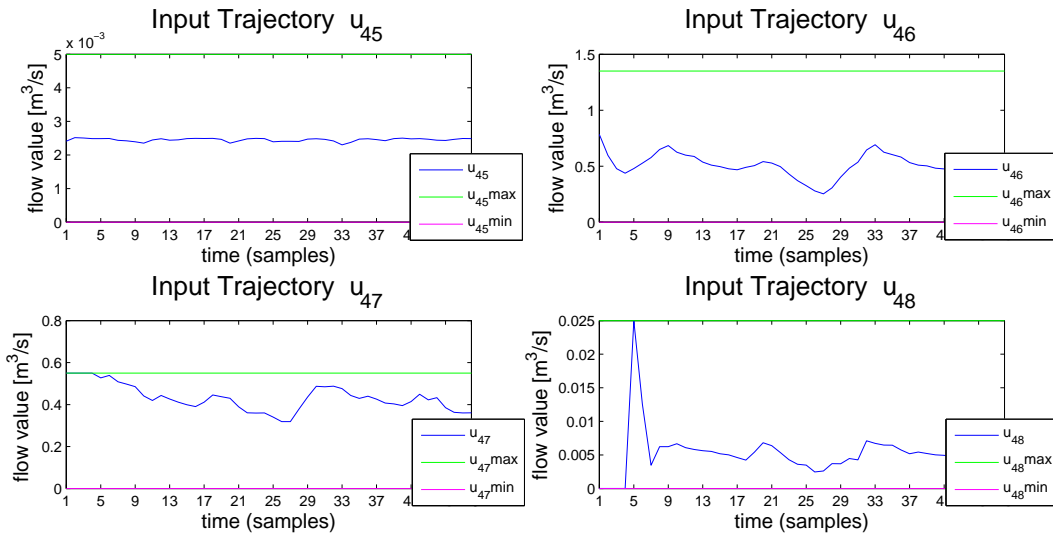 Input Trajectory u45
x 10^-3
flow value [m^3/s]
5
4
3
2
1
0
1 5 9 13 17 21 25 29 33 37 4
time (samples)
u45
u45max
u45min
Input Trajectory u46
flow value [m^3/s]
1.5
1
0.5
0
1 5 9 13 17 21 25 29 33 37 4
time (samples)
u46
u46max
u46min
Input Trajectory u47
flow value [m^3/s]
0.8
0.6
0.4
0.2
0
1 5 9 13 17 21 25 29 33 37 4
time (samples)
u47
u47max
u47min
Input Trajectory u48
flow value [m^3/s]
0.025
0.02
0.015
0.01
0.005
0
1 5 9 13 17 21 25 29 33 37 4
time (samples)
u48
u48max
u48min